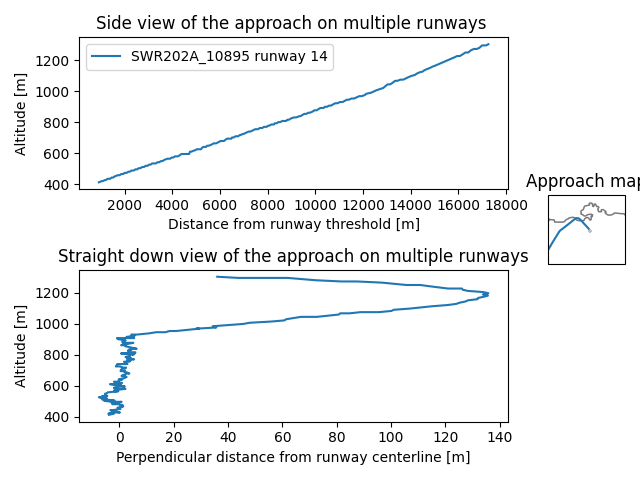 Side view of the approach on multiple runways
SWR202A_10895 runway 14
Altitude [m]
1200
1000
800
600
400
2000 4000 6000 8000 10000 12000 14000 16000 18000
Distance from runway threshold [m]
Approach map
Straight down view of the approach on multiple runways
Altitude [m]
1200
1000
800
600
400
0 20 40 60 80 100 120 140
Perpendicular distance from runway centerline [m]